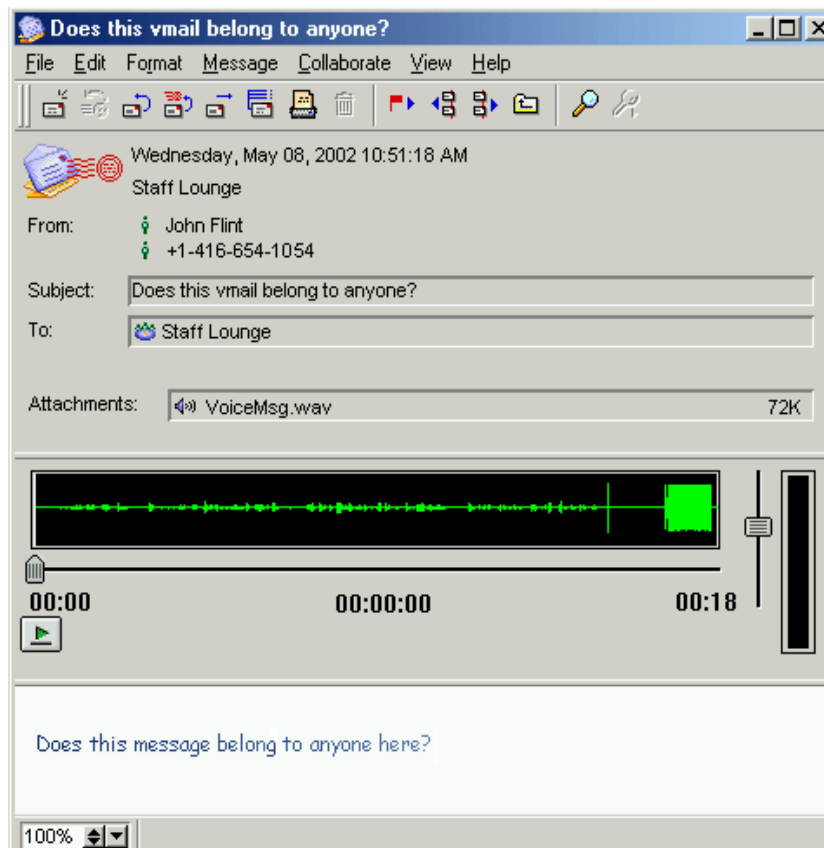 Does this vmail belong to anyone?
File Edit Format Message Collaborate View Help
Wednesday, May 08, 2002 10:51:18 AM
Staff Lounge
From: John Flint
+1-416-654-1054
Subject: Does this vmail belong to anyone?
To: Staff Lounge
Attachments: VoiceMsg.wav 72K
00:00 00:00:00 00:18
Does this message belong to anyone here?
100%